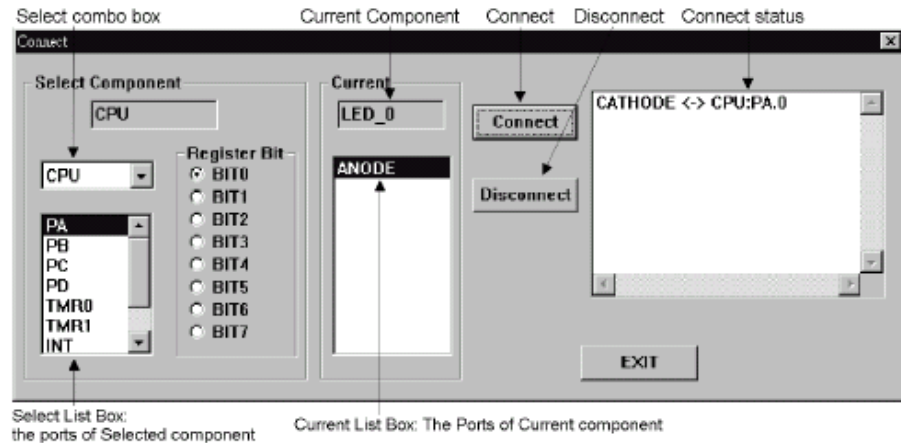 Select combo box
Current Component
Connect
Disconnect
Connect status
Connect
Select Component
CPU
CPU
PA
PB
PC
PD
TMR0
TMR1
INT
Register Bit
BIT0
BIT1
BIT2
BIT3
BIT4
BIT5
BIT6
BIT7
Current
LED_0
ANODE
Connect
Disconnect
CATHODE <-> CPU:PA.0
EXIT
Select List Box:
the ports of Selected component
Current List Box: The Ports of Current component